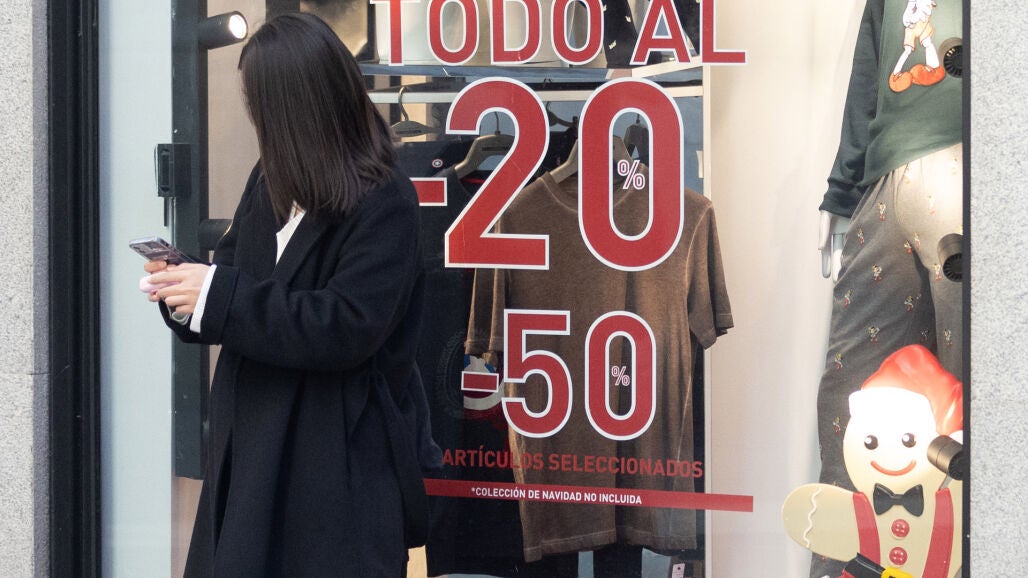 TODO AL
-20%
-50%
ARTÍCULOS SELECCIONADOS
*COLECCIÓN DE NAVIDAD NO INCLUIDA